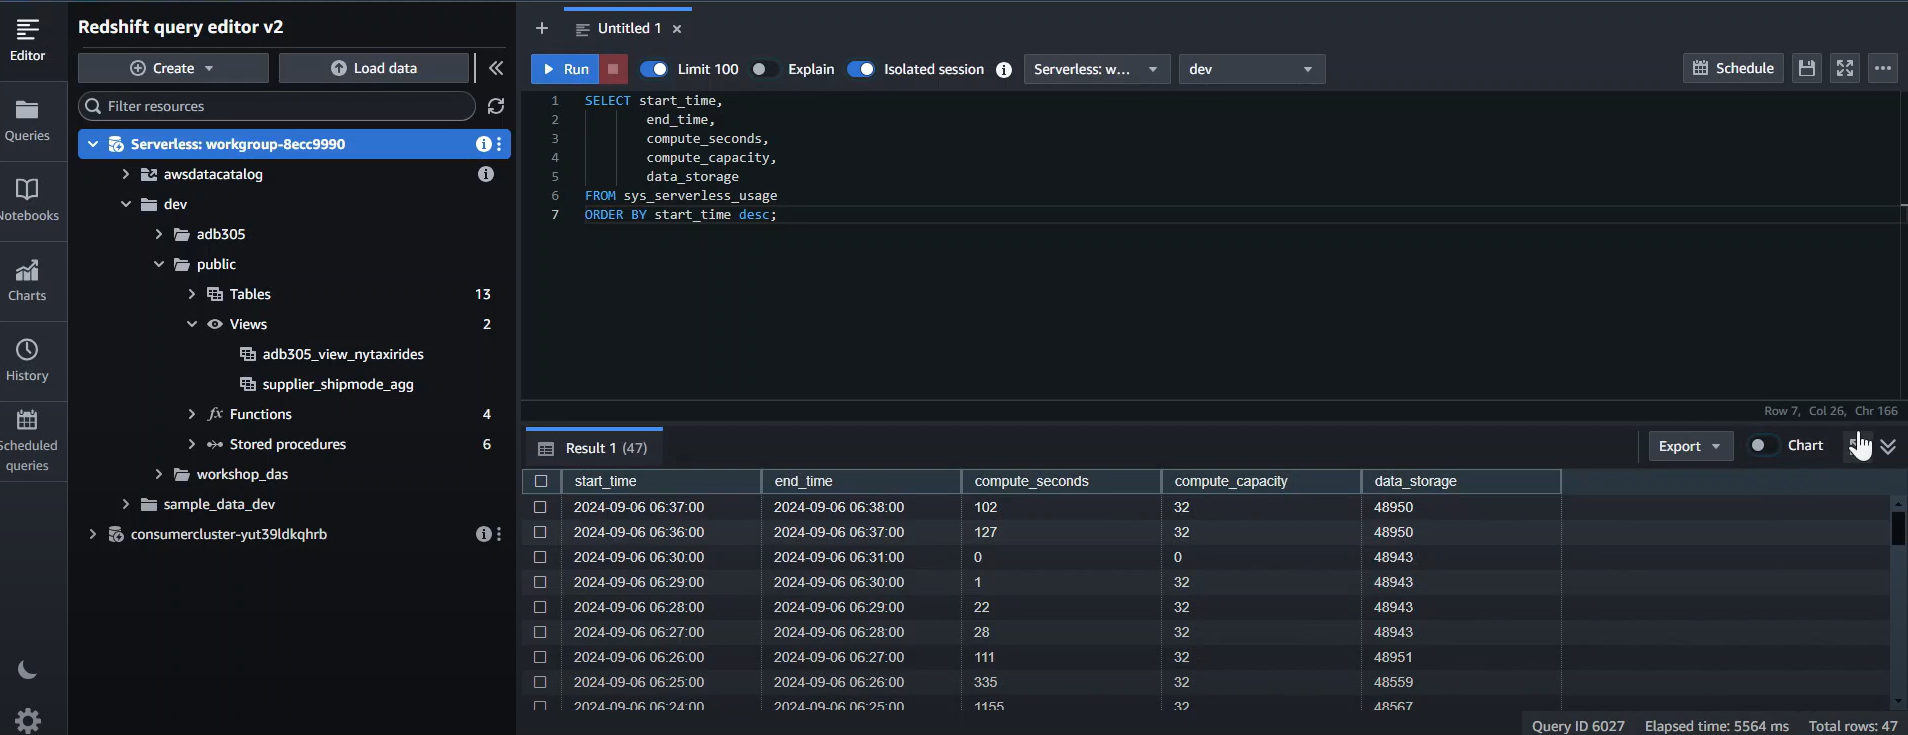 Redshift query editor v2
Editor
Queries
Notebooks
Charts
History
Scheduled
queries
Create
Load data
Filter resources
Serverless: workgroup-8ecc9990
awsdatacatalog
dev
adb305
public
Tables 13
Views 2
adb305_view_nytaxirides
supplier_shipmode_agg
fx Functions 4
Stored procedures 6
workshop_das
sample_data_dev
consumercluster-yut39ldkqhrb
+ Untitled 1 ×
Run Limit 100 Explain Isolated session Serverless: w... dev Schedule
1 SELECT start_time,
2 end_time,
3 compute_seconds,
4 compute_capacity,
5 data_storage
6 FROM sys_serverless_usage
7 ORDER BY start_time desc;
Row 7, Col 26, Chr 166
Result 1 (47) Export Chart
start_time end_time compute_seconds compute_capacity data_storage
2024-09-06 06:37:00 2024-09-06 06:38:00 102 32 48950
2024-09-06 06:36:00 2024-09-06 06:37:00 127 32 48950
2024-09-06 06:30:00 2024-09-06 06:31:00 0 0 48943
2024-09-06 06:29:00 2024-09-06 06:30:00 1 32 48943
2024-09-06 06:28:00 2024-09-06 06:29:00 22 32 48943
2024-09-06 06:27:00 2024-09-06 06:28:00 28 32 48943
2024-09-06 06:26:00 2024-09-06 06:27:00 111 32 48951
2024-09-06 06:25:00 2024-09-06 06:26:00 335 32 48559
2024-09-06 06:24:00 2024-09-06 06:25:00 1155 32 48567
Query ID 6027 Elapsed time: 5564 ms Total rows: 47